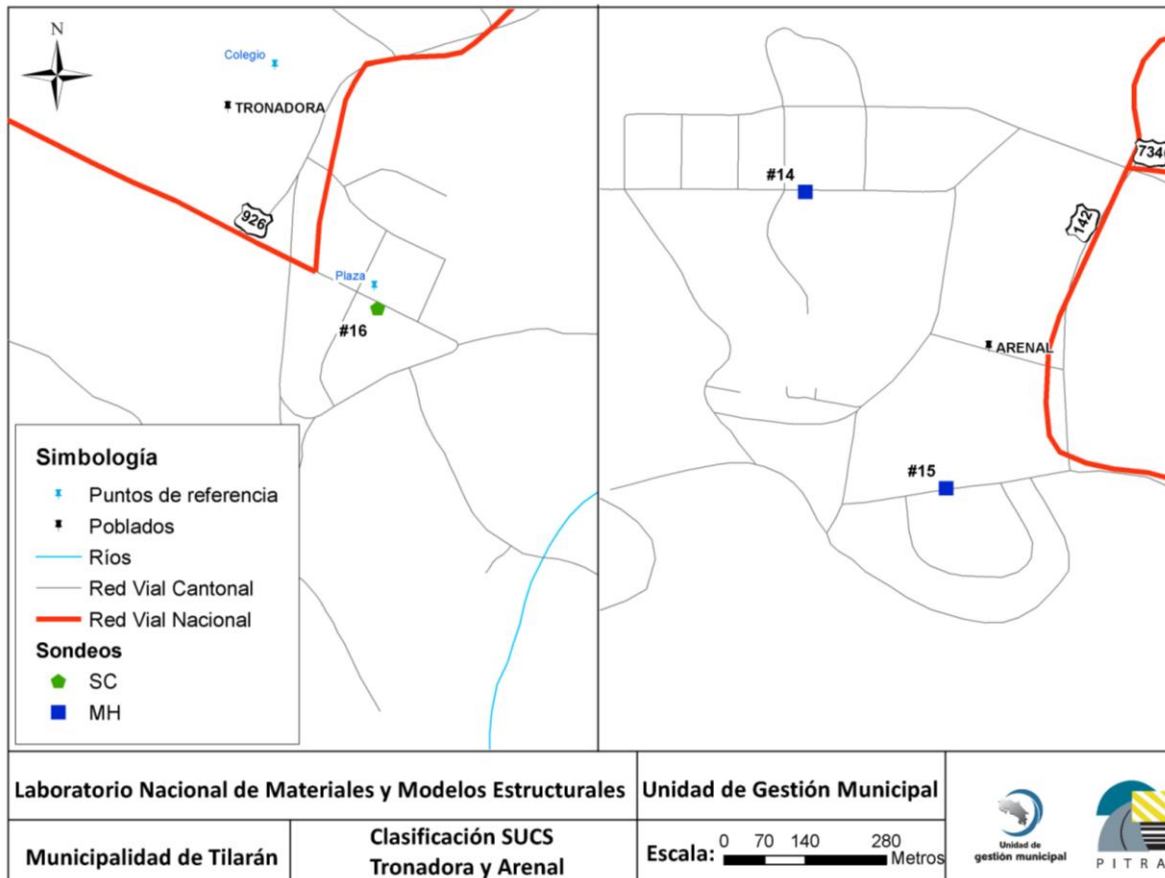 N
Colegio
TRONADORA
926
Plaza
#16
#14
734
142
ARENAL
#15
Simbología
Puntos de referencia
Poblados
Ríos
Red Vial Cantonal
Red Vial Nacional
Sondeos
SC
MH
Laboratorio Nacional de Materiales y Modelos Estructurales
Unidad de Gestión Municipal
Municipalidad de Tilarán
Clasificación SUCS
Tronadora y Arenal
Escala: 0 70 140 280 Metros
Unidad de
gestión municipal
PITRA